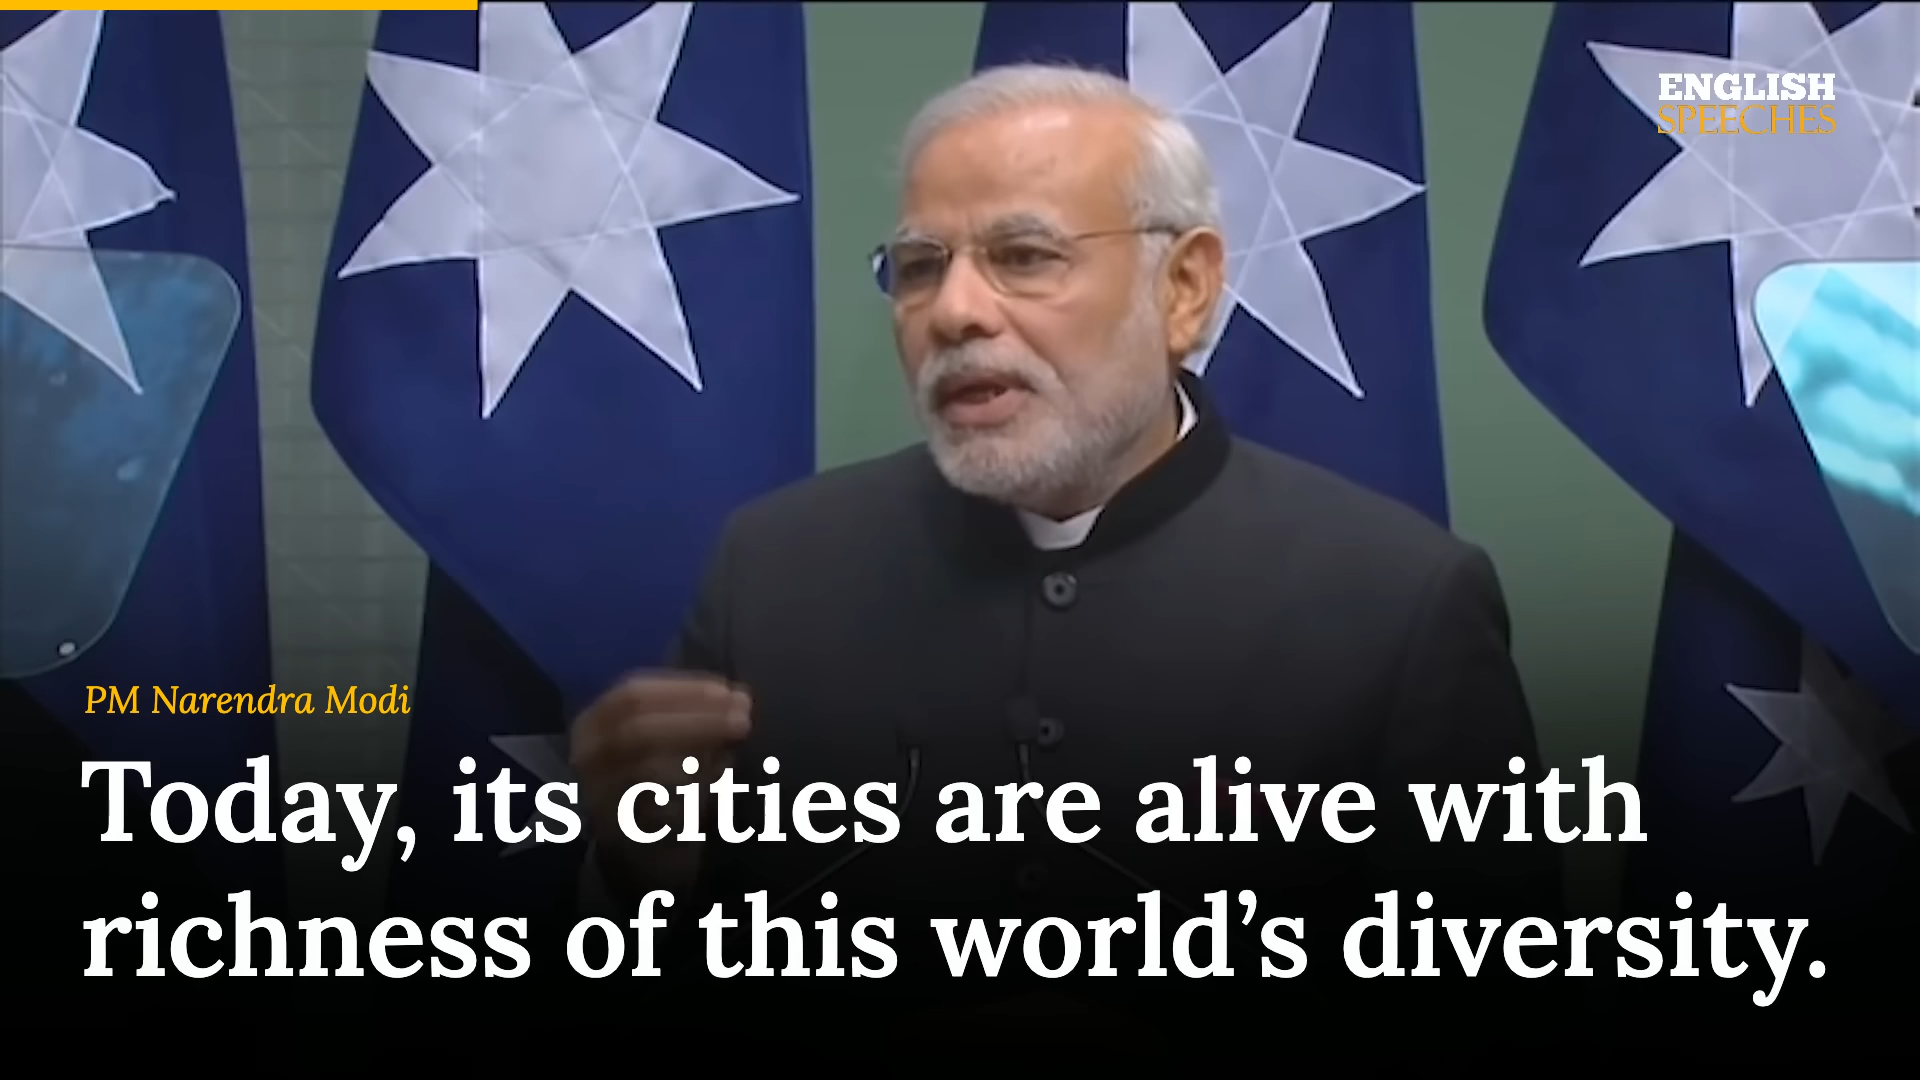 ENGLISH
SPEECHES
PM Narendra Modi
Today, its cities are alive with
richness of this world’s diversity.